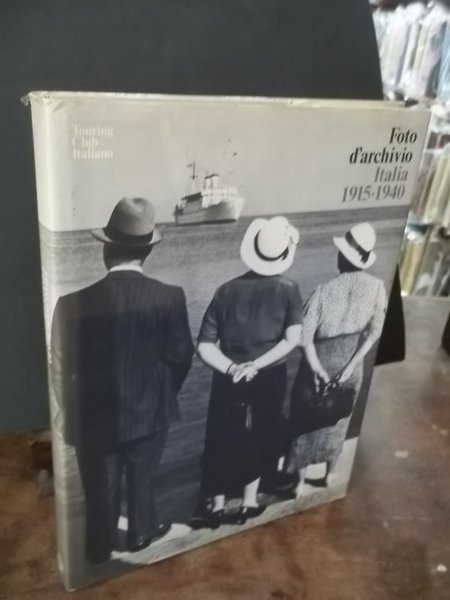 Touring
Club
Italiano
Foto
d'archivio
Italia
1915-1940